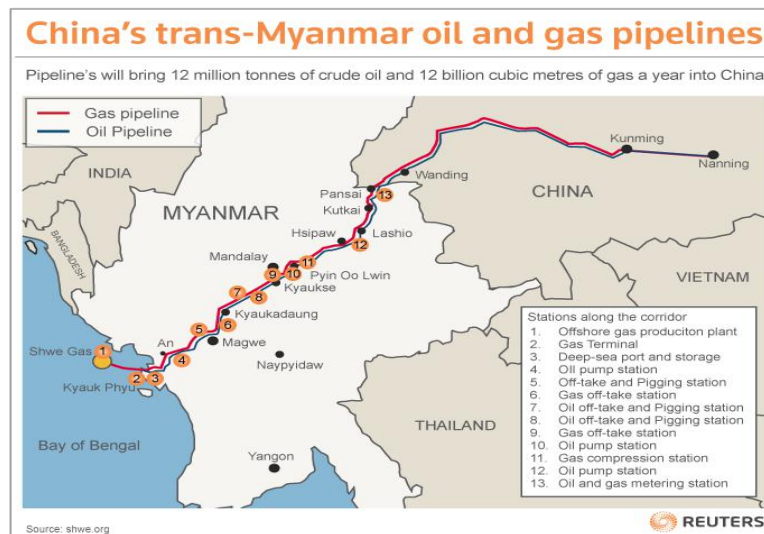 China's trans-Myanmar oil and gas pipelines
Pipeline's will bring 12 million tonnes of crude oil and 12 billion cubic metres of gas a year into China
Gas pipeline
Oil Pipeline
INDIA
BANGLADESH
MYANMAR
CHINA
VIETNAM
THAILAND
Kunming
Nanning
Wanding
Pansai
13
Kutkai
Hsipaw
Lashio
12
Mandalay
11
9
10
Pyin Oo Lwin
Kyaukse
7
8
Kyaukadaung
5
6
Magwe
An
4
Naypyidaw
Shwe Gas
1
2
3
Kyauk Phyu
Bay of Bengal
Yangon
Stations along the corridor
1. Offshore gas produciton plant
2. Gas Terminal
3. Deep-sea port and storage
4. OIl pump station
5. Off-take and Pigging station
6. Gas off-take station
7. Oil off-take and Pigging station
8. Oil off-take and Pigging station
9. Gas off-take station
10. Oil pump station
11. Gas compression station
12. Oil pump station
13. Oil and gas metering station
Source: shwe.org
REUTERS